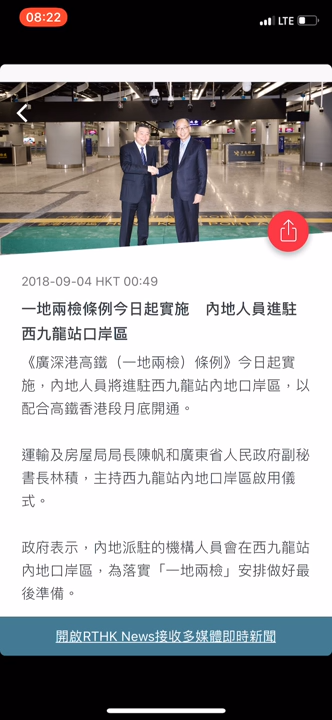 08:22
LTE
2018-09-04 HKT 00:49
一地兩檢條例今日起實施　內地人員進駐
西九龍站口岸區
《廣深港高鐵（一地兩檢）條例》今日起實
施，內地人員將進駐西九龍站內地口岸區，以
配合高鐵香港段月底開通。
運輸及房屋局局長陳帆和廣東省人民政府副秘
書長林積，主持西九龍站內地口岸區啟用儀
式。
政府表示，內地派駐的機構人員會在西九龍站
內地口岸區，為落實「一地兩檢」安排做好最
後準備。
開啟RTHK News接收多媒體即時新聞